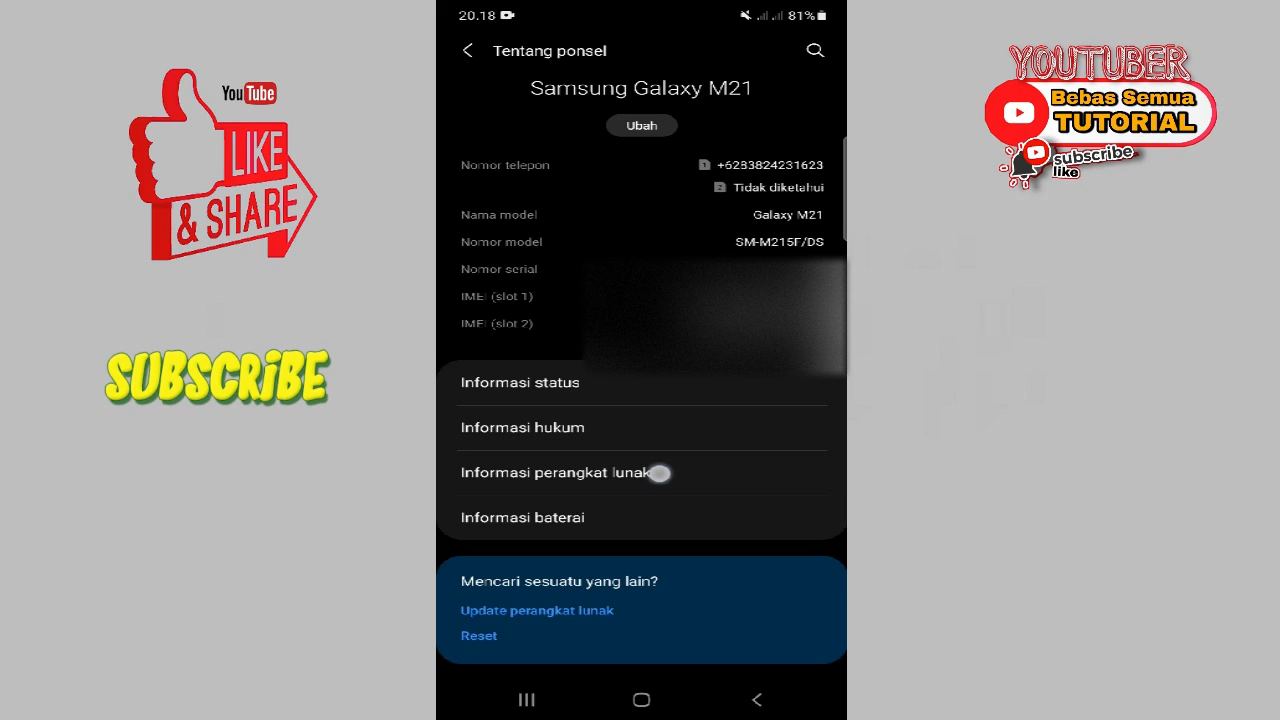 20.18
81%
Tentang ponsel
Samsung Galaxy M21
Ubah
Nomor telepon
1 +6283824231623
2 Tidak diketahui
Nama model
Galaxy M21
Nomor model
SM-M215F/DS
Nomor serial
IMEI (slot 1)
IMEI (slot 2)
Informasi status
Informasi hukum
Informasi perangkat lunak
Informasi baterai
Mencari sesuatu yang lain?
Update perangkat lunak
Reset
YouTube
LIKE
& SHARE
SUBSCRiBE
YOUTUBER
Bebas Semua
TUTORIAL
subscribe
like